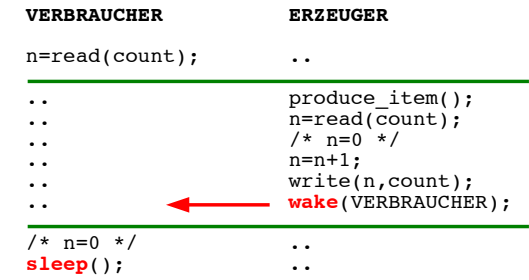 VERBRAUCHER ERZEUGER
n=read(count); ..
.. produce_item();
.. n=read(count);
.. /* n=0 */
.. n=n+1;
.. write(n,count);
.. wake(VERBRAUCHER);
/* n=0 */ ..
sleep(); ..